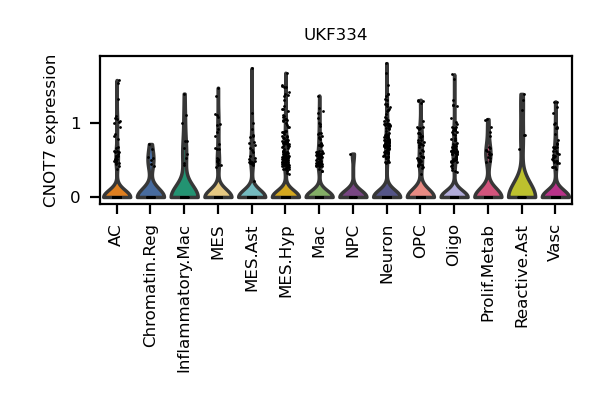 UKF334
CNOT7 expression
1
0
AC
Chromatin.Reg
Inflammatory.Mac
MES
MES.Ast
MES.Hyp
Mac
NPC
Neuron
OPC
Oligo
Prolif.Metab
Reactive.Ast
Vasc